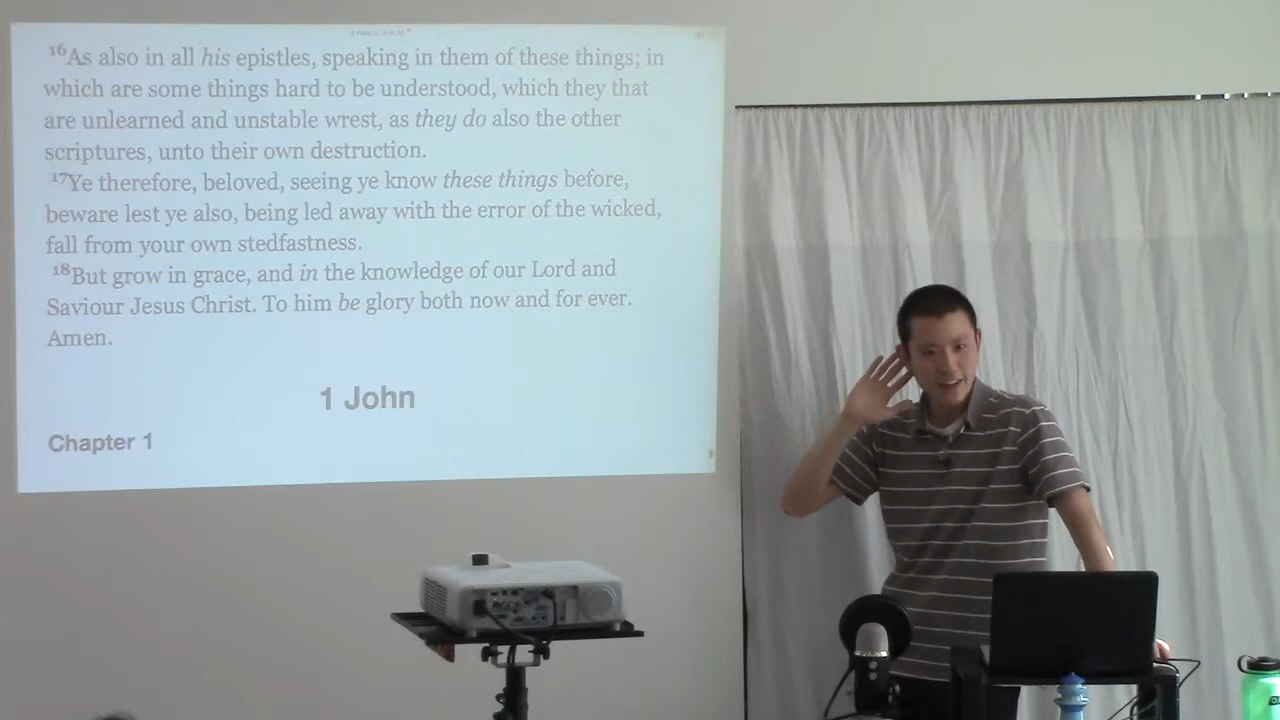 ¹⁶As also in all his epistles, speaking in them of these things; in
which are some things hard to be understood, which they that
are unlearned and unstable wrest, as they do also the other
scriptures, unto their own destruction.
¹⁷Ye therefore, beloved, seeing ye know these things before,
beware lest ye also, being led away with the error of the wicked,
fall from your own stedfastness.
¹⁸But grow in grace, and in the knowledge of our Lord and
Saviour Jesus Christ. To him be glory both now and for ever.
Amen.
1 John
Chapter 1